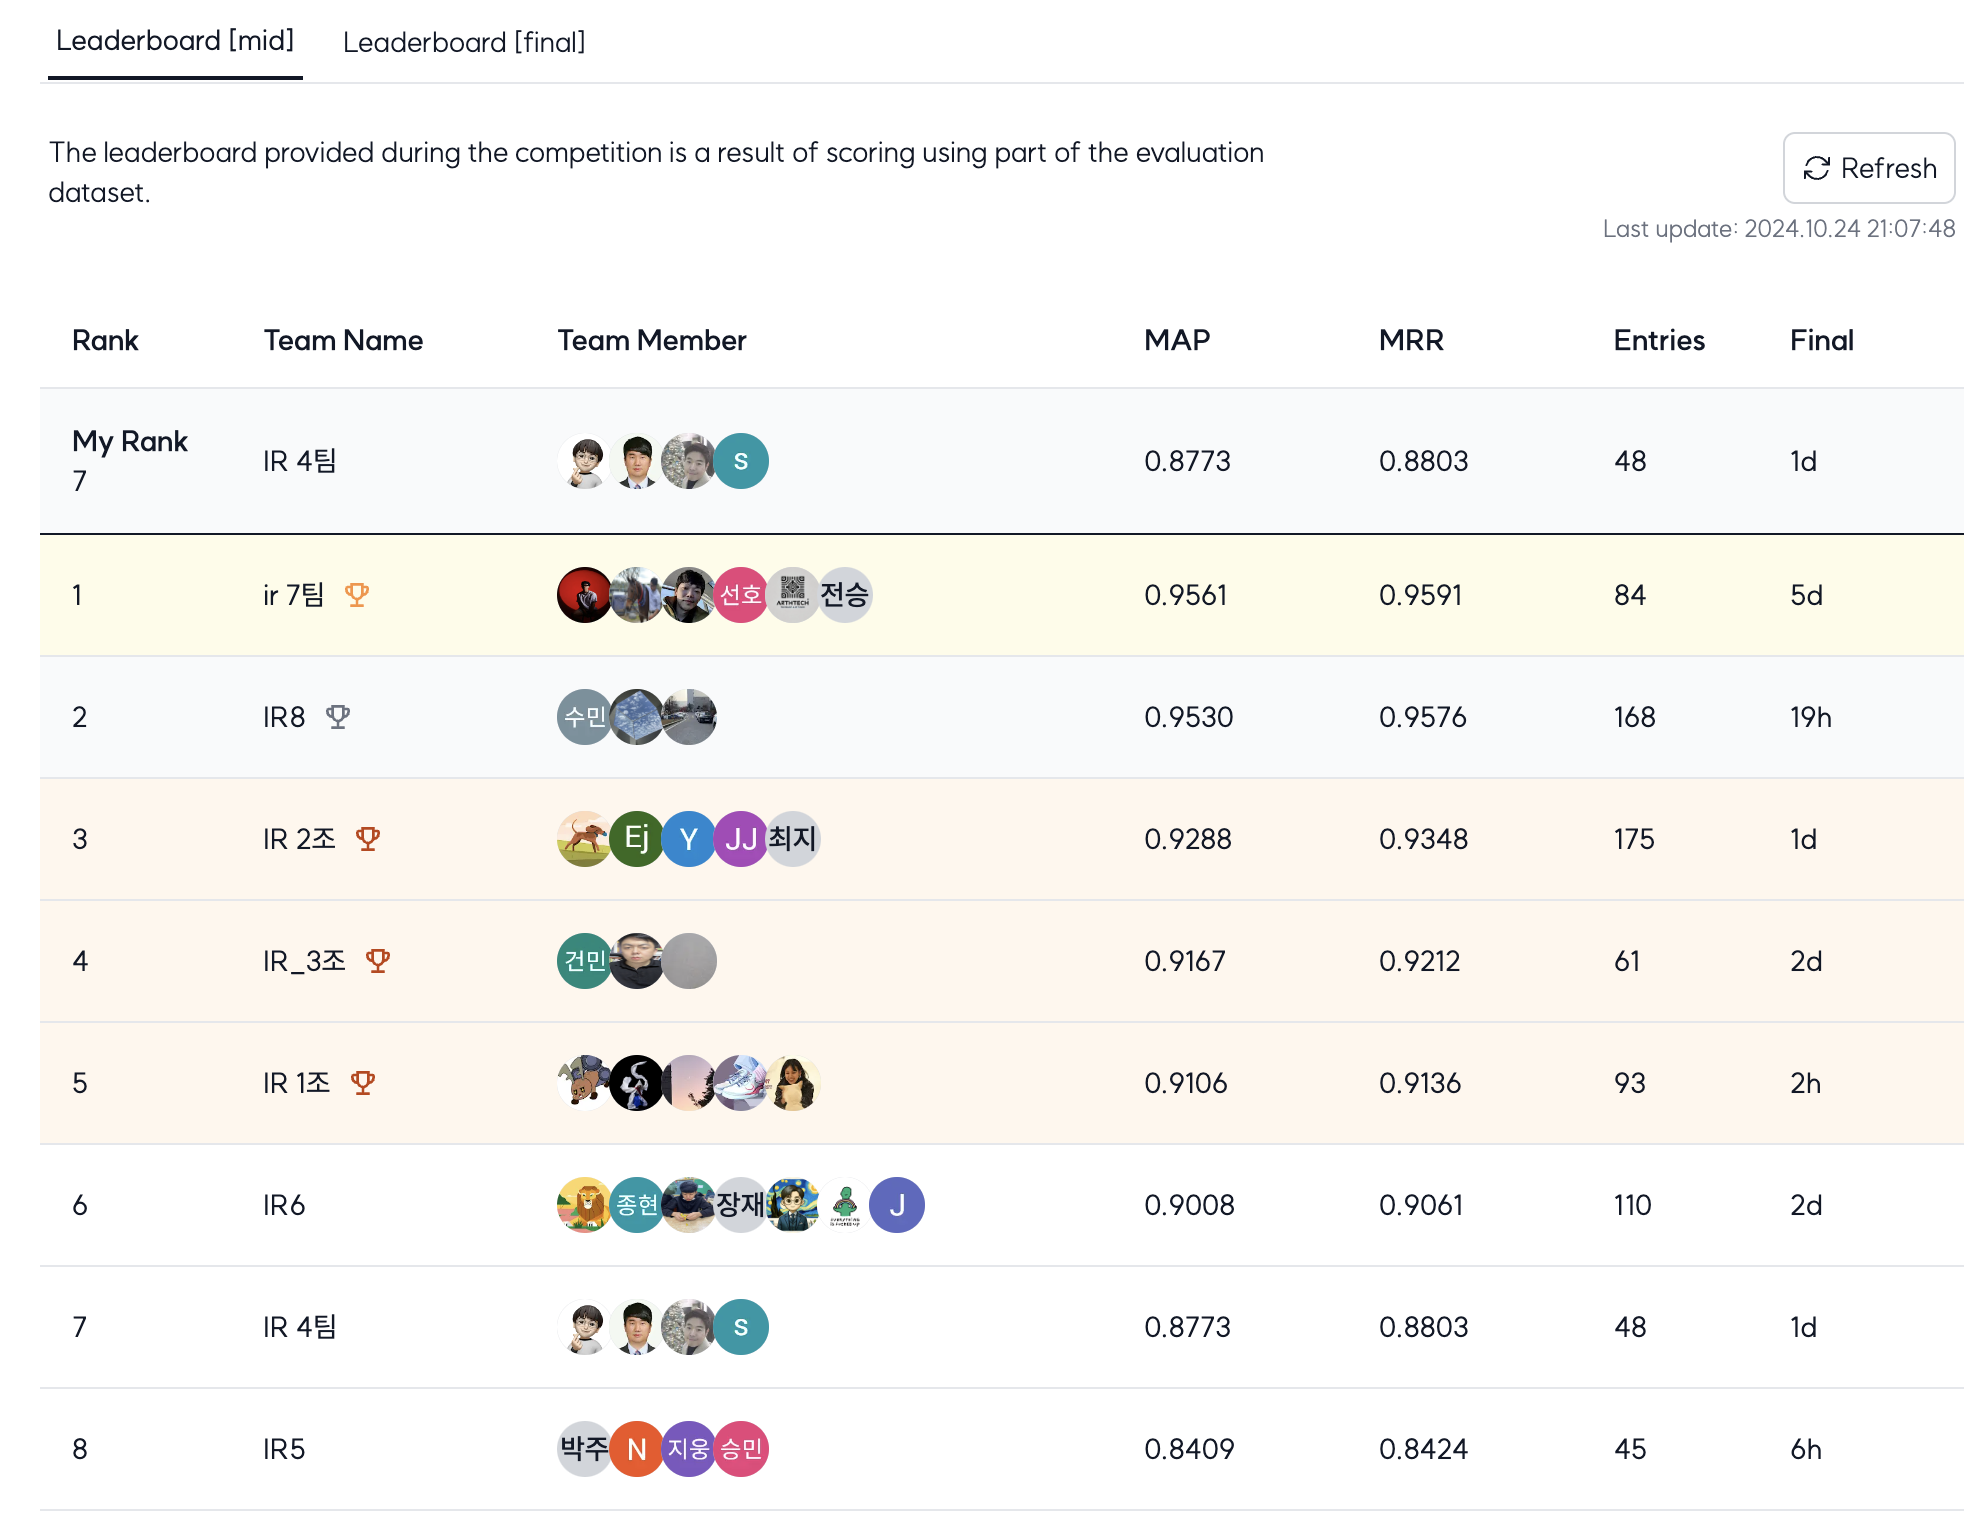 Leaderboard [mid] Leaderboard [final]
The leaderboard provided during the competition is a result of scoring using part of the evaluation
dataset.
Refresh
Last update: 2024.10.24 21:07:48
Rank Team Name Team Member MAP MRR Entries Final
My Rank
7 IR 4팀 s 0.8773 0.8803 48 1d
1 ir 7팀 선호 ARTHTECH 전승 0.9561 0.9591 84 5d
2 IR8 수민 0.9530 0.9576 168 19h
3 IR 2조 Ej Y JJ 최지 0.9288 0.9348 175 1d
4 IR_3조 건민 0.9167 0.9212 61 2d
5 IR 1조 0.9106 0.9136 93 2h
6 IR6 종현 장재 J 0.9008 0.9061 110 2d
7 IR 4팀 s 0.8773 0.8803 48 1d
8 IR5 박주 N 지웅 승민 0.8409 0.8424 45 6h